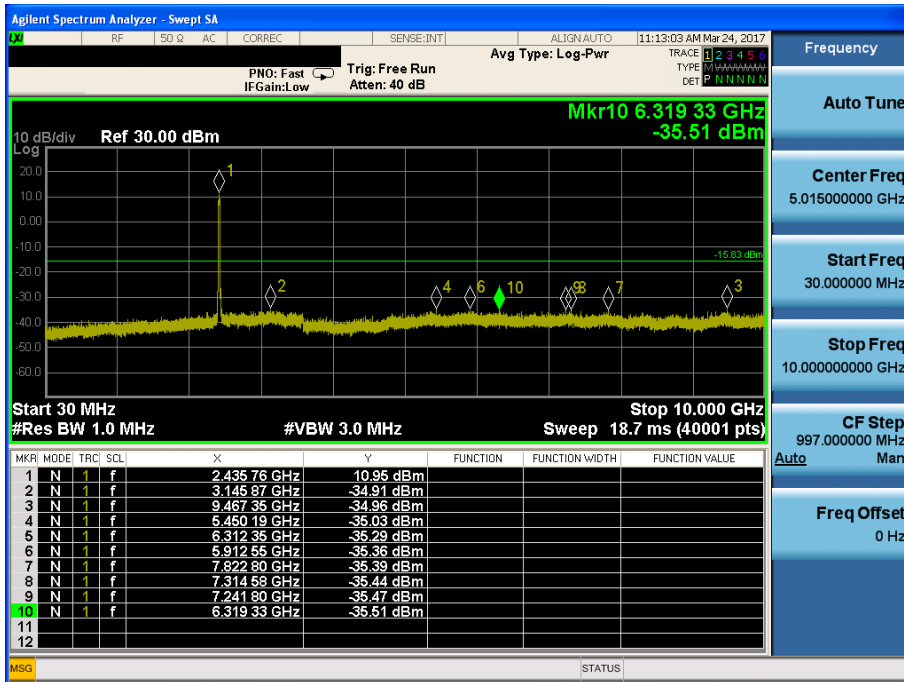 Agilent Spectrum Analyzer - Swept SA
LXI RF 50 Ω AC CORREC SENSE:INT ALIGN AUTO 11:13:03 AM Mar 24, 2017
Frequency
Avg Type: Log-Pwr TRACE 1 2 3 4 5 6
PNO: Fast Trig: Free Run TYPE M WWWWW
IFGain:Low Atten: 40 dB DET P N N N N N
Auto Tune
Mkr10 6.319 33 GHz
10 dB/div Ref 30.00 dBm -35.51 dBm
Log
20.0
10.0
0.00
-10.0
-20.0
-30.0
-40.0
-50.0
-60.0
1
-15.83 dBm
2 4 6 10 9 8 7 3
Center Freq
5.015000000 GHz
Start Freq
30.000000 MHz
Stop Freq
10.000000000 GHz
Start 30 MHz Stop 10.000 GHz
#Res BW 1.0 MHz #VBW 3.0 MHz Sweep 18.7 ms (40001 pts)
CF Step
997.000000 MHz
Auto Man
Freq Offset
0 Hz
MKR MODE TRC SCL X Y FUNCTION FUNCTION WIDTH FUNCTION VALUE
1 N 1 f 2.435 76 GHz 10.95 dBm
2 N 1 f 3.145 87 GHz -34.91 dBm
3 N 1 f 9.467 35 GHz -34.96 dBm
4 N 1 f 5.450 19 GHz -35.03 dBm
5 N 1 f 6.312 35 GHz -35.29 dBm
6 N 1 f 5.912 55 GHz -35.36 dBm
7 N 1 f 7.822 80 GHz -35.39 dBm
8 N 1 f 7.314 58 GHz -35.44 dBm
9 N 1 f 7.241 80 GHz -35.47 dBm
10 N 1 f 6.319 33 GHz -35.51 dBm
11
12
MSG STATUS